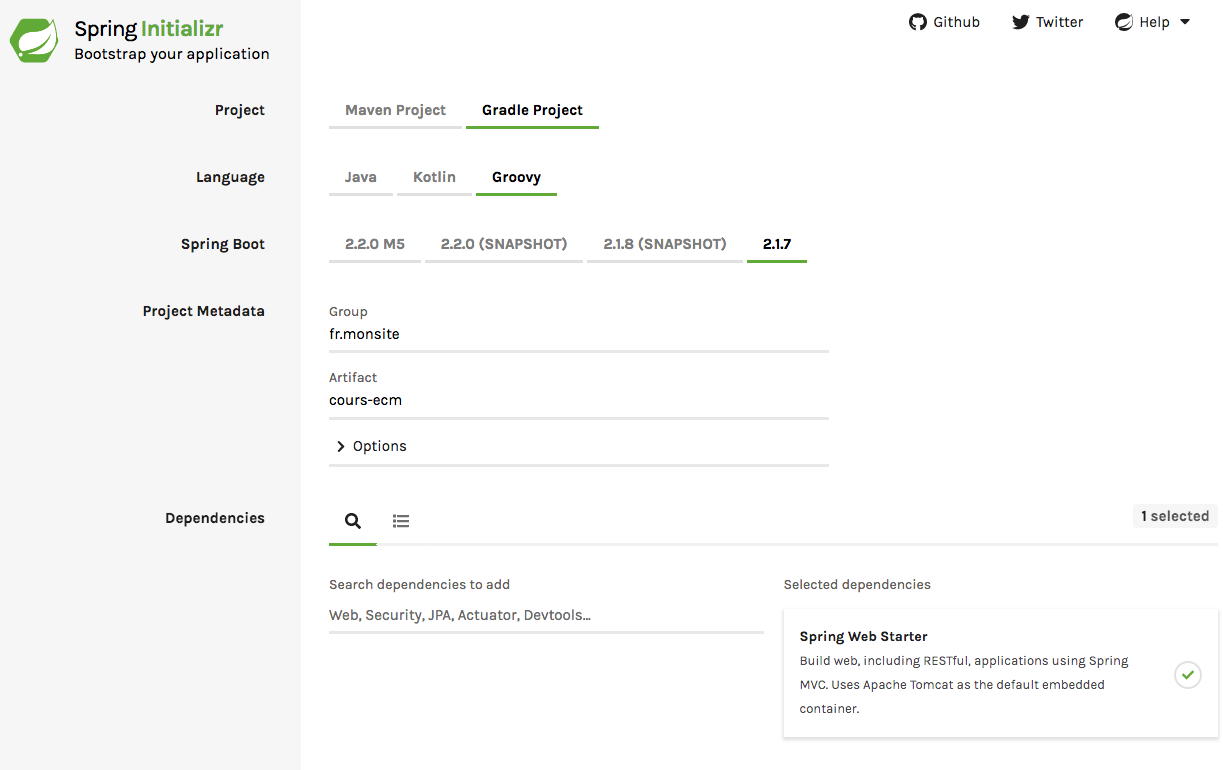 Spring Initializr
Bootstrap your application
Github Twitter Help
Project
Maven Project Gradle Project
Language
Java Kotlin Groovy
Spring Boot
2.2.0 M5 2.2.0 (SNAPSHOT) 2.1.8 (SNAPSHOT) 2.1.7
Project Metadata
Group
fr.monsite
Artifact
cours-ecm
Options
Dependencies
1 selected
Search dependencies to add
Web, Security, JPA, Actuator, Devtools...
Selected dependencies
Spring Web Starter
Build web, including RESTful, applications using Spring
MVC. Uses Apache Tomcat as the default embedded
container.